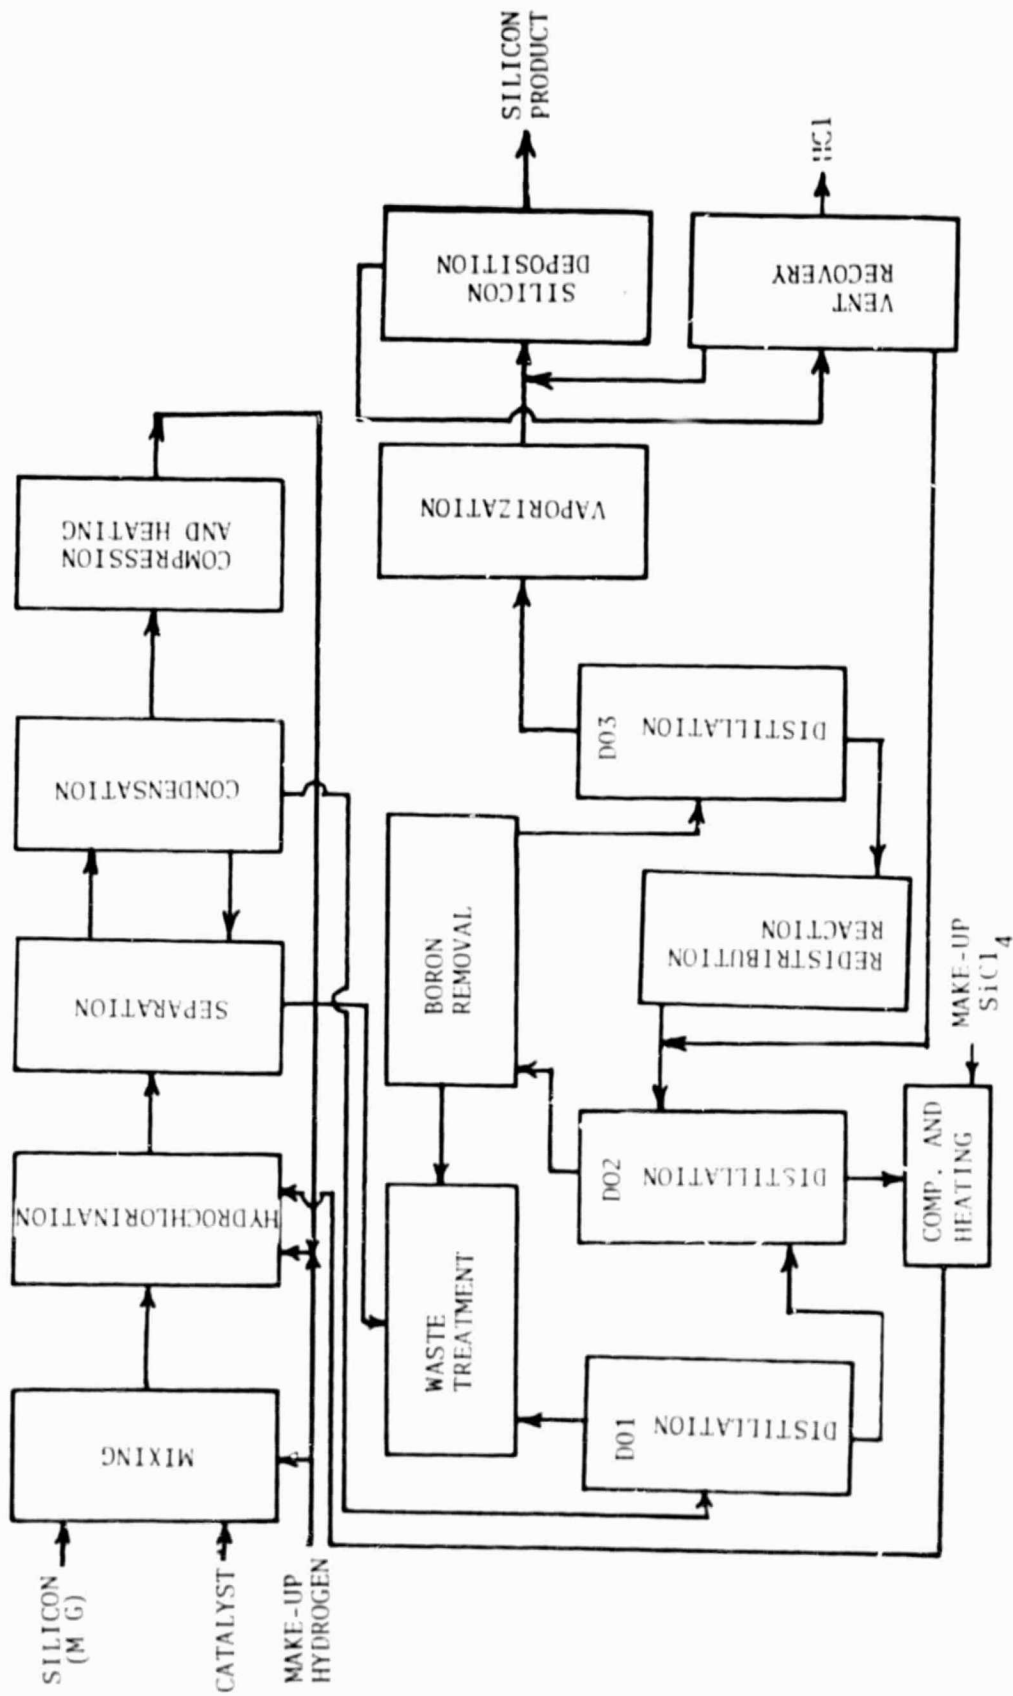 SILICON
(M G)
CATALYST
MAKE-UP
HYDROGEN
MIXING
HYDROCHLORINATION
SEPARATION
CONDENSATION
COMPRESSION
AND HEATING
WASTE
TREATMENT
BORON
REMOVAL
VAPORIZATION
SILICON
DEPOSITION
SILICON
PRODUCT
D01
DISTILLATION
D02
DISTILLATION
REDISTRIBUTION
REACTION
D03
DISTILLATION
VENT
RECOVERY
HCl
COMP. AND
HEATING
MAKE-UP
SiCl4